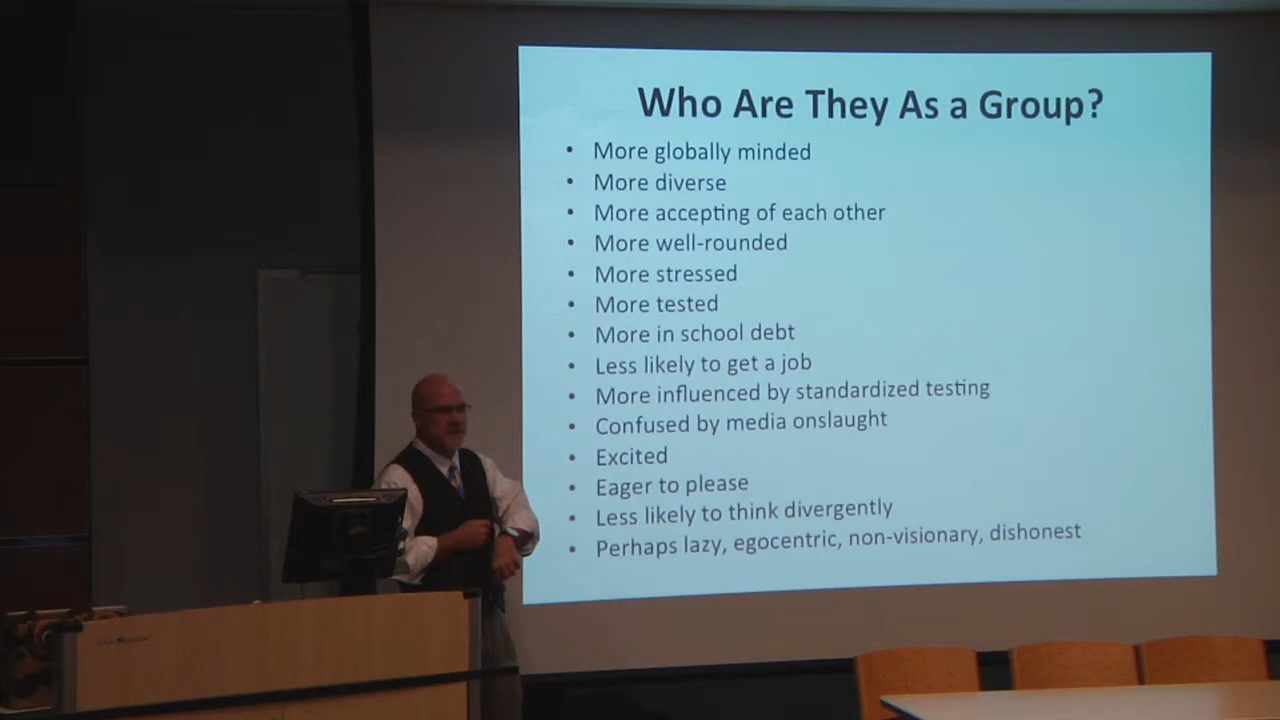 Who Are They As a Group?
• More globally minded
• More diverse
• More accepting of each other
• More well-rounded
• More stressed
• More tested
• More in school debt
• Less likely to get a job
• More influenced by standardized testing
• Confused by media onslaught
• Excited
• Eager to please
• Less likely to think divergently
• Perhaps lazy, egocentric, non-visionary, dishonest